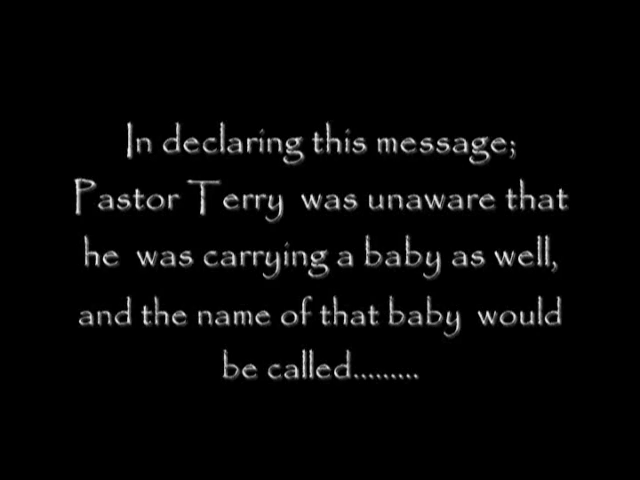 In declaring this message;
Pastor Terry was unaware that
he was carrying a baby as well,
and the name of that baby would
be called.........